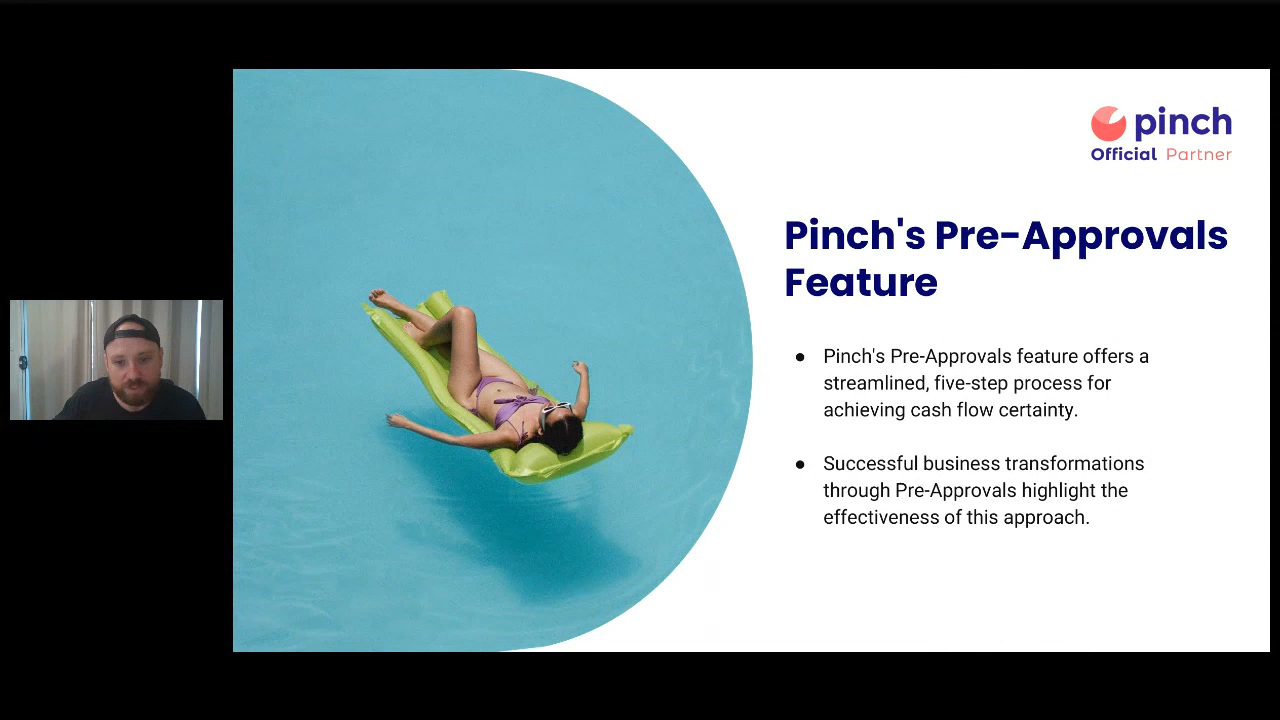 pinch
Official Partner
Pinch's Pre-Approvals
Feature
● Pinch's Pre-Approvals feature offers a
streamlined, five-step process for
achieving cash flow certainty.
● Successful business transformations
through Pre-Approvals highlight the
effectiveness of this approach.